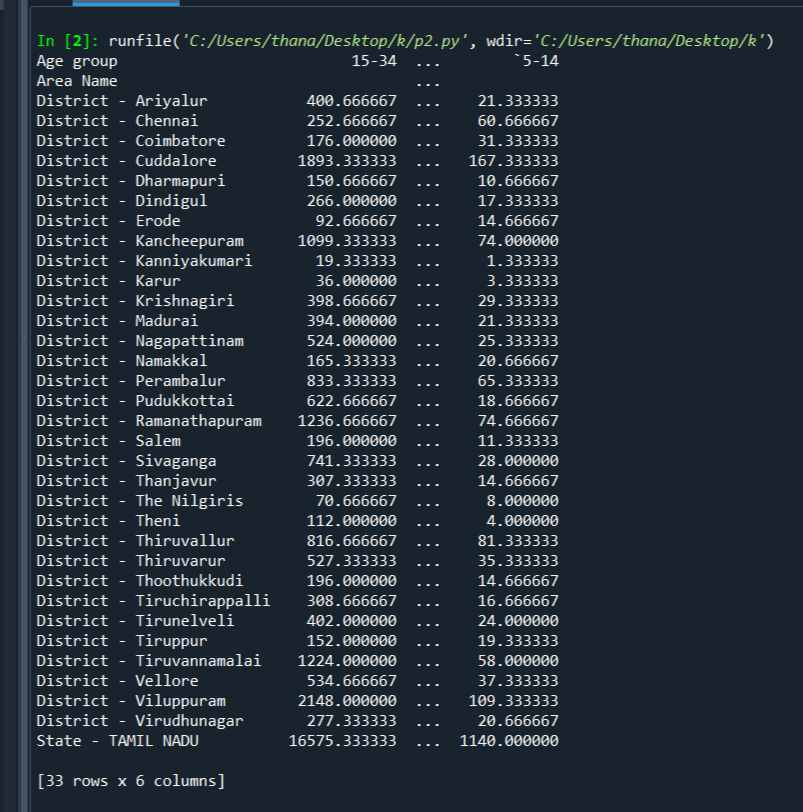 In [2]: runfile('C:/Users/thana/Desktop/k/p2.py', wdir='C:/Users/thana/Desktop/k')
Age group 15-34 ... `5-14
Area Name ...
District - Ariyalur 400.666667 ... 21.333333
District - Chennai 252.666667 ... 60.666667
District - Coimbatore 176.000000 ... 31.333333
District - Cuddalore 1893.333333 ... 167.333333
District - Dharmapuri 150.666667 ... 10.666667
District - Dindigul 266.000000 ... 17.333333
District - Erode 92.666667 ... 14.666667
District - Kancheepuram 1099.333333 ... 74.000000
District - Kanniyakumari 19.333333 ... 1.333333
District - Karur 36.000000 ... 3.333333
District - Krishnagiri 398.666667 ... 29.333333
District - Madurai 394.000000 ... 21.333333
District - Nagapattinam 524.000000 ... 25.333333
District - Namakkal 165.333333 ... 20.666667
District - Perambalur 833.333333 ... 65.333333
District - Pudukkottai 622.666667 ... 18.666667
District - Ramanathapuram 1236.666667 ... 74.666667
District - Salem 196.000000 ... 11.333333
District - Sivaganga 741.333333 ... 28.000000
District - Thanjavur 307.333333 ... 14.666667
District - The Nilgiris 70.666667 ... 8.000000
District - Theni 112.000000 ... 4.000000
District - Thiruvallur 816.666667 ... 81.333333
District - Thiruvarur 527.333333 ... 35.333333
District - Thoothukkudi 196.000000 ... 14.666667
District - Tiruchirappalli 308.666667 ... 16.666667
District - Tirunelveli 402.000000 ... 24.000000
District - Tiruppur 152.000000 ... 19.333333
District - Tiruvannamalai 1224.000000 ... 58.000000
District - Vellore 534.666667 ... 37.333333
District - Viluppuram 2148.000000 ... 109.333333
District - Virudhunagar 277.333333 ... 20.666667
State - TAMIL NADU 16575.333333 ... 1140.000000
[33 rows x 6 columns]